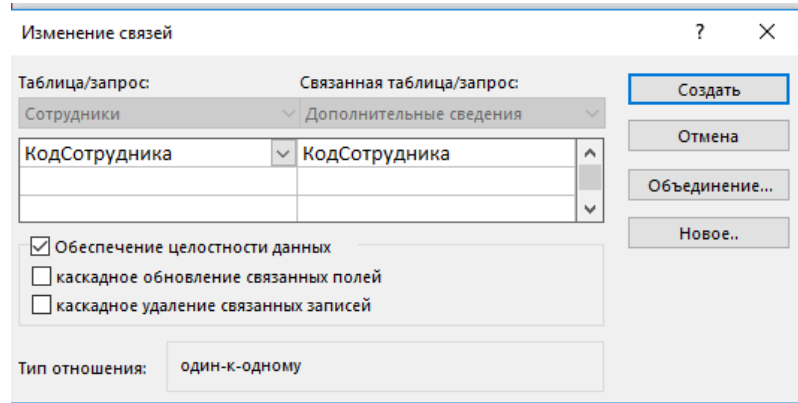 Изменение связей ?
Таблица/запрос: Связанная таблица/запрос:
Создать
Сотрудники Дополнительные сведения
Отмена
КодСотрудника КодСотрудника
Объединение...
Новое..
Обеспечение целостности данных
каскадное обновление связанных полей
каскадное удаление связанных записей
Тип отношения: один-к-одному